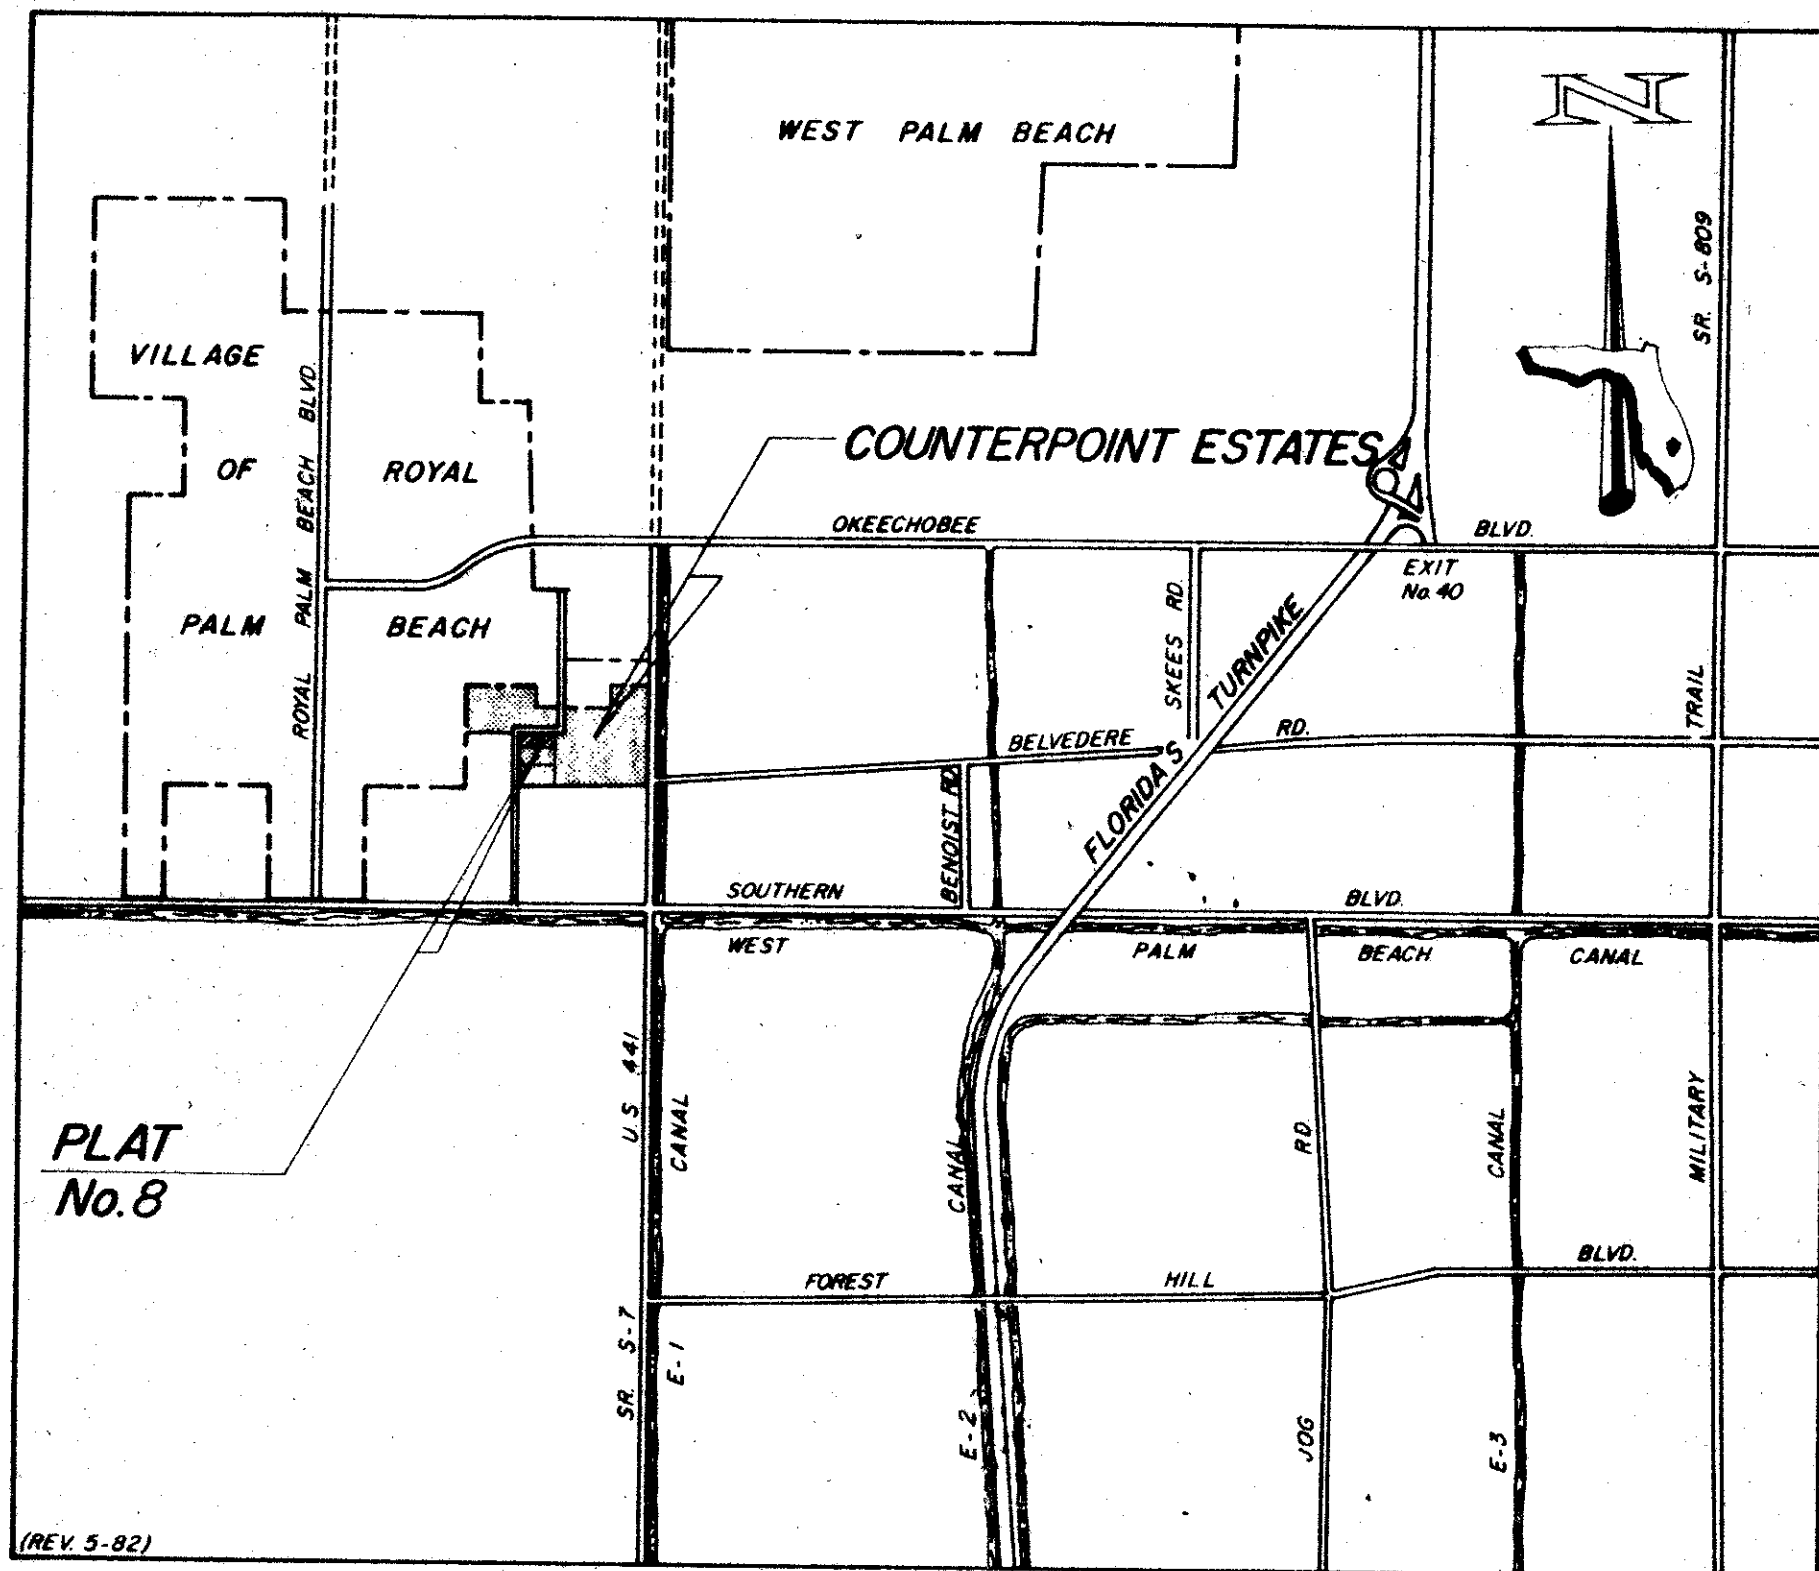 N
WEST PALM BEACH
SR. S-809
VILLAGE
OF
ROYAL
PALM
BEACH
ROYAL PALM BEACH BLVD.
COUNTERPOINT ESTATES
OKEECHOBEE BLVD.
EXIT
No. 40
SKEES RD.
FLORIDA'S TURNPIKE
BELVEDERE RD.
BENOIST RD.
MILITARY TRAIL
SOUTHERN BLVD.
WEST PALM BEACH CANAL
PLAT
No. 8
SR. S-7 U.S 441
E-1 CANAL
E-2 CANAL
JOG RD.
E-3 CANAL
FOREST HILL BLVD.
(REV. 5-82)